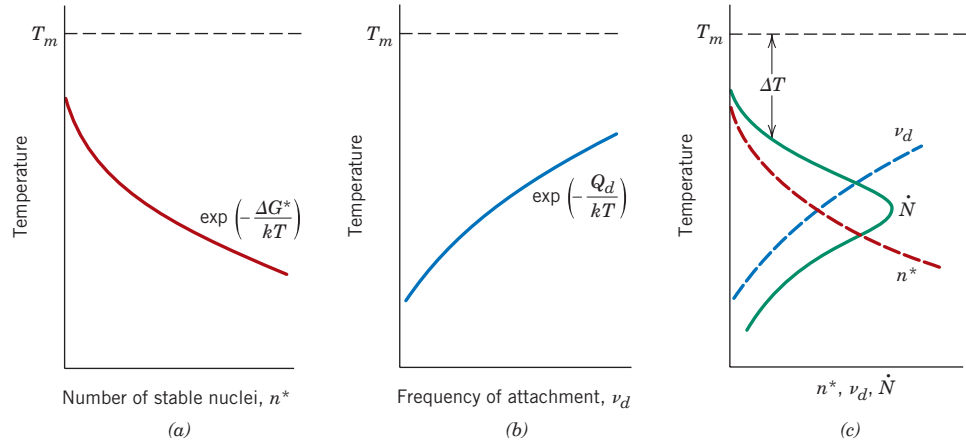 T_m
Temperature
exp (-ΔG*/kT)
Number of stable nuclei, n*
(a)
T_m
Temperature
exp (-Q_d/kT)
Frequency of attachment, ν_d
(b)
T_m
Temperature
ΔT
ν_d
Ṅ
n*
n*, ν_d, Ṅ
(c)